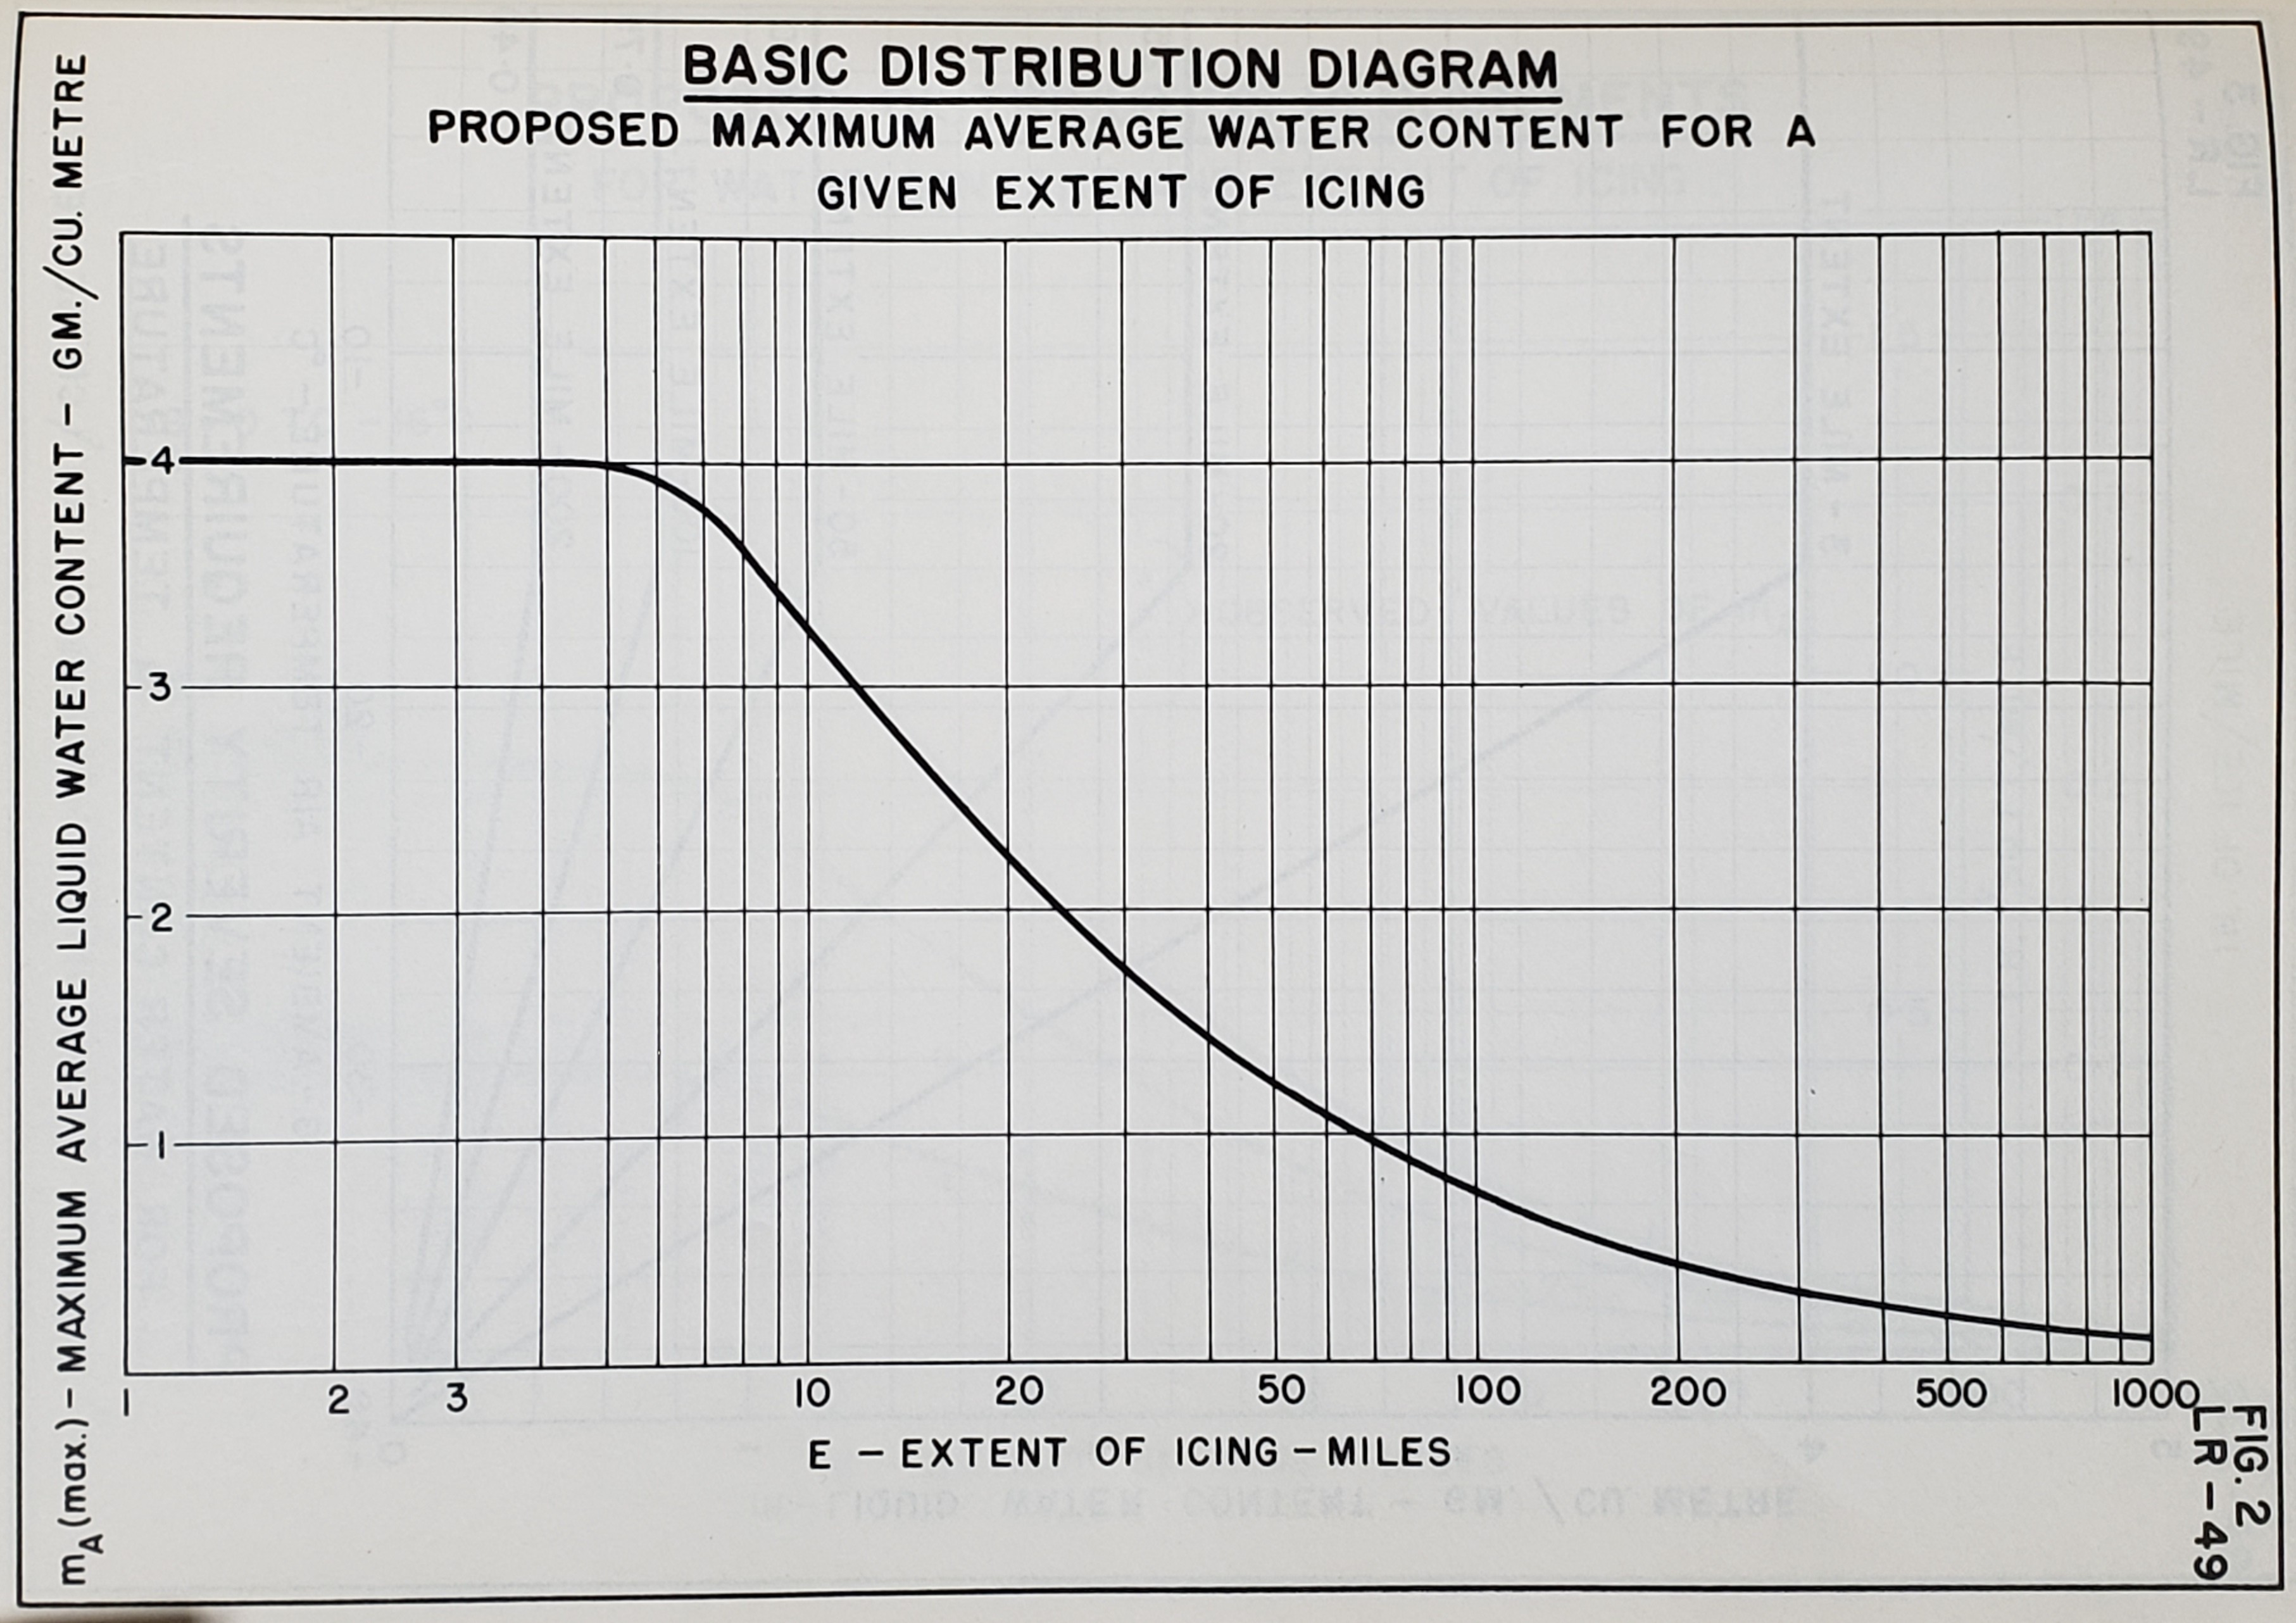 BASIC DISTRIBUTION DIAGRAM
PROPOSED MAXIMUM AVERAGE WATER CONTENT FOR A
GIVEN EXTENT OF ICING
mA (max.) – MAXIMUM AVERAGE LIQUID WATER CONTENT – GM./CU. METRE
4
3
2
1
1 2 3 10 20 50 100 200 500 1000
E – EXTENT OF ICING – MILES
FIG. 2
LR – 49